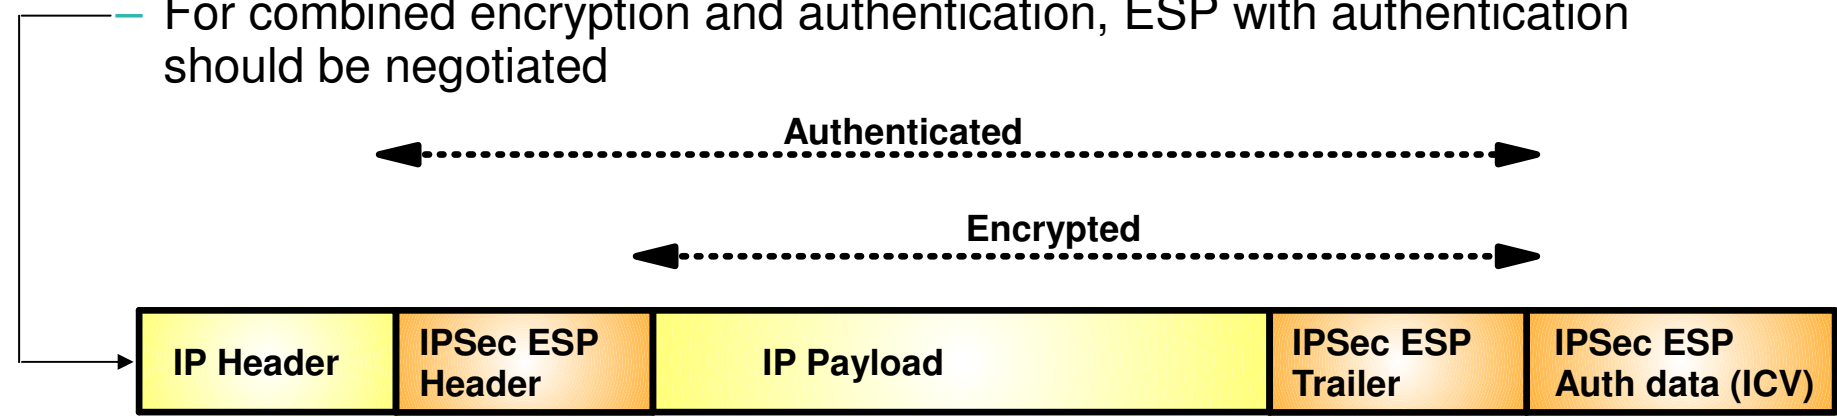 – For combined encryption and authentication, ESP with authentication
should be negotiated
Authenticated
Encrypted
IP Header
IPSec ESP
Header
IP Payload
IPSec ESP
Trailer
IPSec ESP
Auth data (ICV)